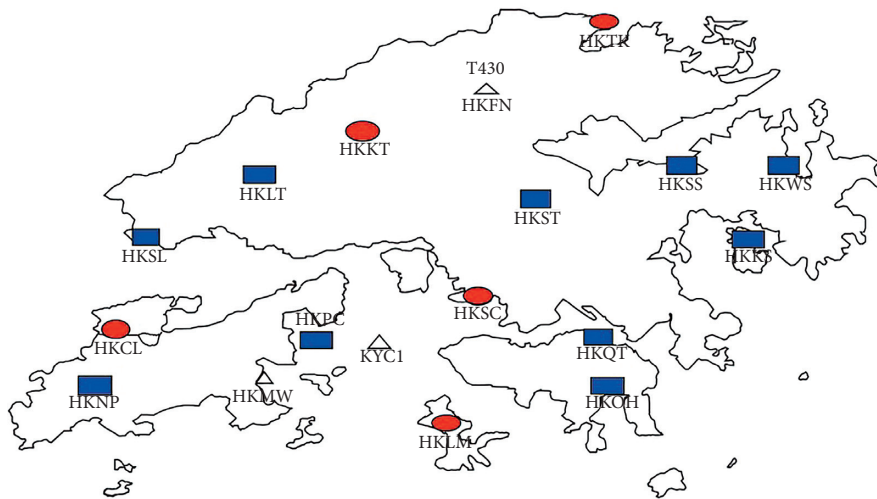 HKTK
T430
HKFN
HKKT
HKLT
HKSS
HKWS
HKST
HKSL
HKKS
HKSC
HKPC
HKCL
KYC1
HKQT
HKMW
HKNP
HKOH
HKLM